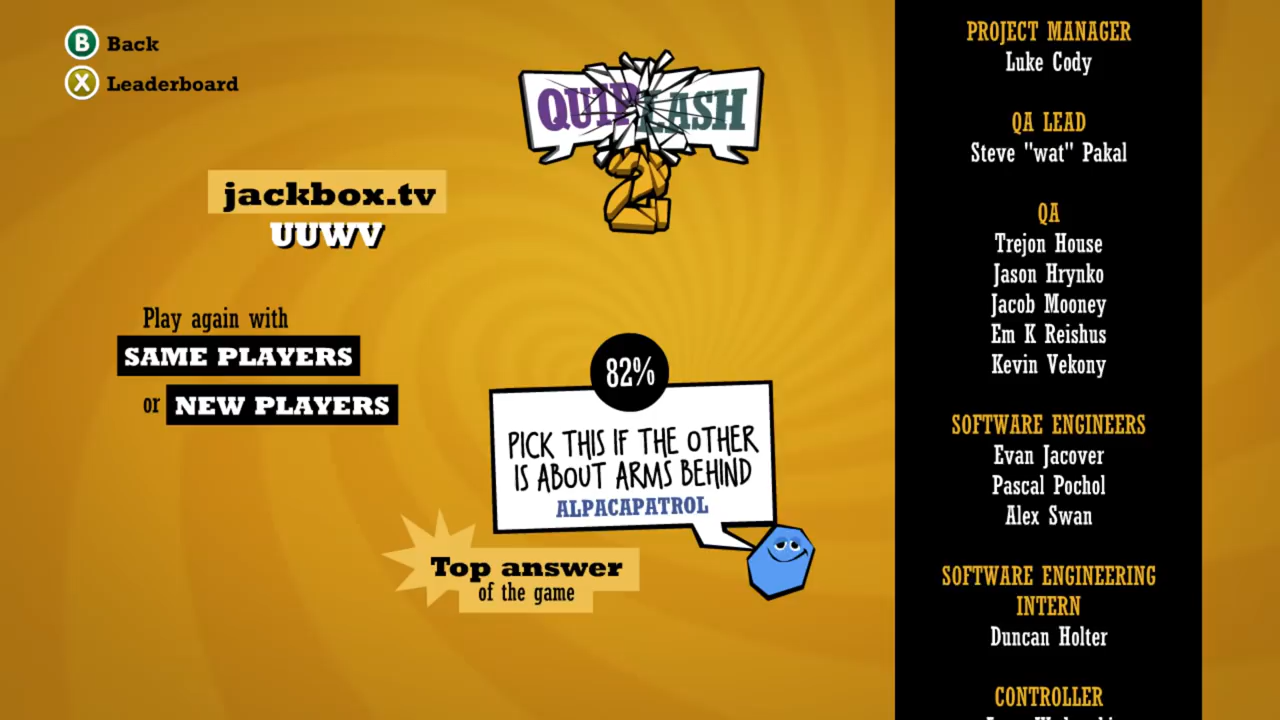 B Back
X Leaderboard
QUIPLASH
2
jackbox.tv
UUWV
Play again with
SAME PLAYERS
or NEW PLAYERS
82%
PICK THIS IF THE OTHER
IS ABOUT ARMS BEHIND
ALPACAPATROL
Top answer
of the game
PROJECT MANAGER
Luke Cody
QA LEAD
Steve "wat" Pakal
QA
Trejon House
Jason Hrynko
Jacob Mooney
Em K Reishus
Kevin Vekony
SOFTWARE ENGINEERS
Evan Jacover
Pascal Pochol
Alex Swan
SOFTWARE ENGINEERING
INTERN
Duncan Holter
CONTROLLER